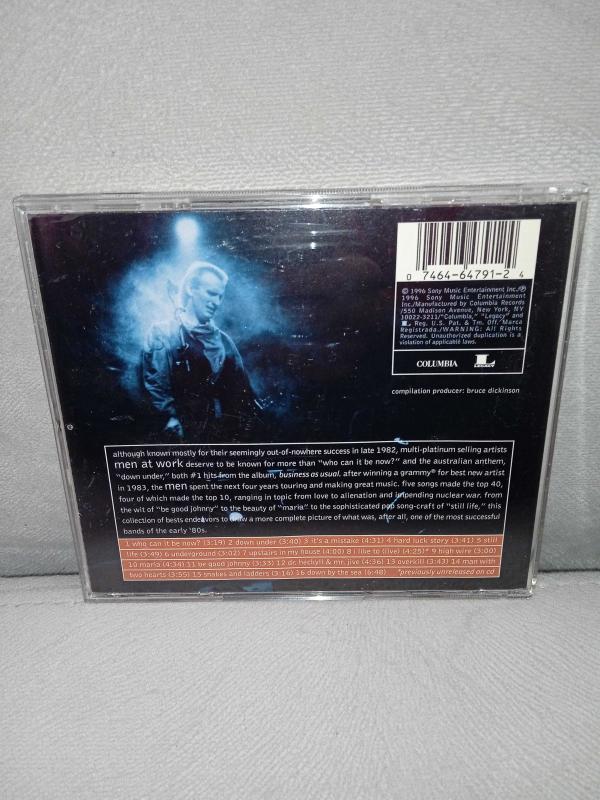 0 7464-64791-2 4
© 1996 Sony Music Entertainment Inc./℗
1996 Sony Music Entertainment
Inc./Manufactured by Columbia Records
/550 Madison Avenue, New York, NY
10022-3211/"Columbia," "Legacy" and
L Reg. U.S. Pat. & Tm. Off. Marca
Registrada./WARNING: All Rights
Reserved. Unauthorized duplication is a
violation of applicable laws.
COLUMBIA L LEGACY
compilation producer: bruce dickinson
although known mostly for their seemingly out-of-nowhere success in late 1982, multi-platinum selling artists
men at work deserve to be known for more than "who can it be now?" and the australian anthem,
"down under," both #1 hits from the album, business as usual. after winning a grammy® for best new artist
in 1983, the men spent the next four years touring and making great music. five songs made the top 40,
four of which made the top 10, ranging in topic from love to alienation and impending nuclear war. from
the wit of "be good johnny" to the beauty of "maria" to the sophisticated pop song-craft of "still life," this
collection of bests endeavors to draw a more complete picture of what was, after all, one of the most successful
bands of the early '80s.
1 who can it be now? (3:19) 2 down under (3:40) 3 it's a mistake (4:31) 4 hard luck story (3:41) 5 still
life (3:49) 6 underground (3:02) 7 upstairs in my house (4:00) 8 i like to (live) (4:25)* 9 high wire (3:00)
10 maria (4:34) 11 be good johnny (3:33) 12 dr. heckyll & mr. jive (4:36) 13 overkill (3:43) 14 man with
two hearts (3:55) 15 snakes and ladders (3:16) 16 down by the sea (6:48) *previously unreleased on cd